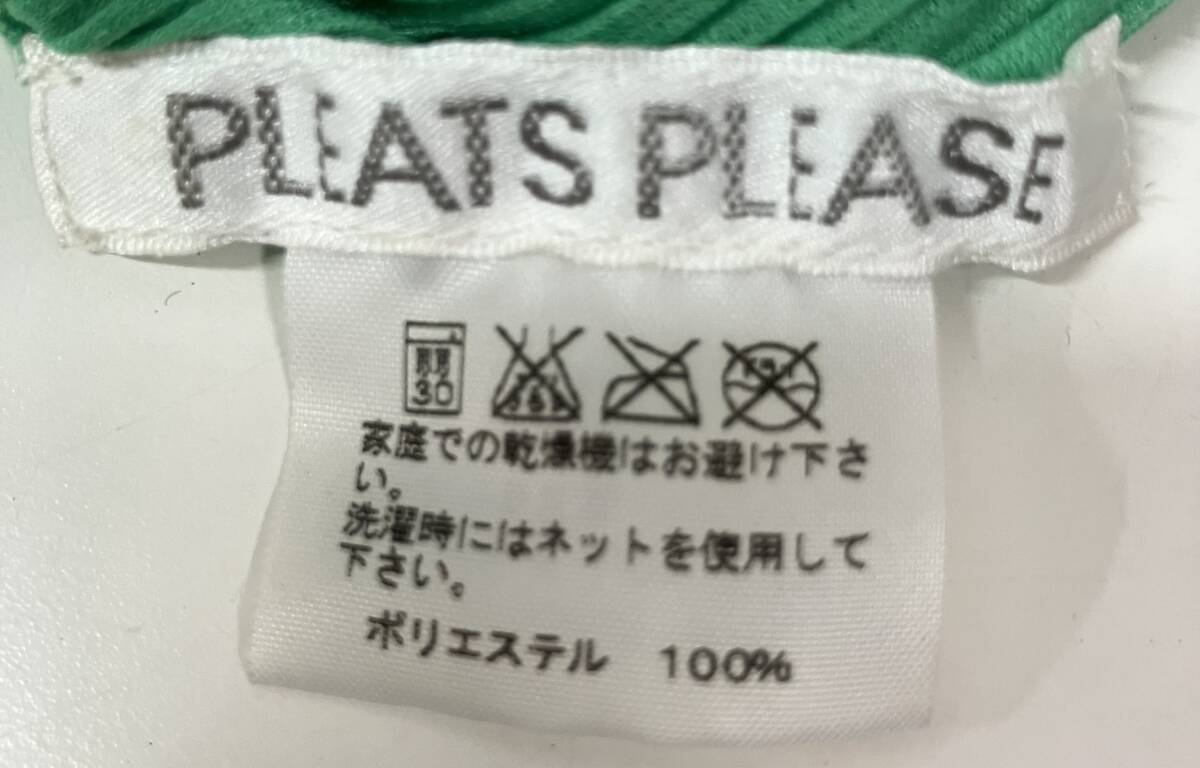 PLEATS PLEASE
30
家庭での乾燥機はお避け下さ
い。
洗濯時にはネットを使用して
下さい。
ポリエステル 100%